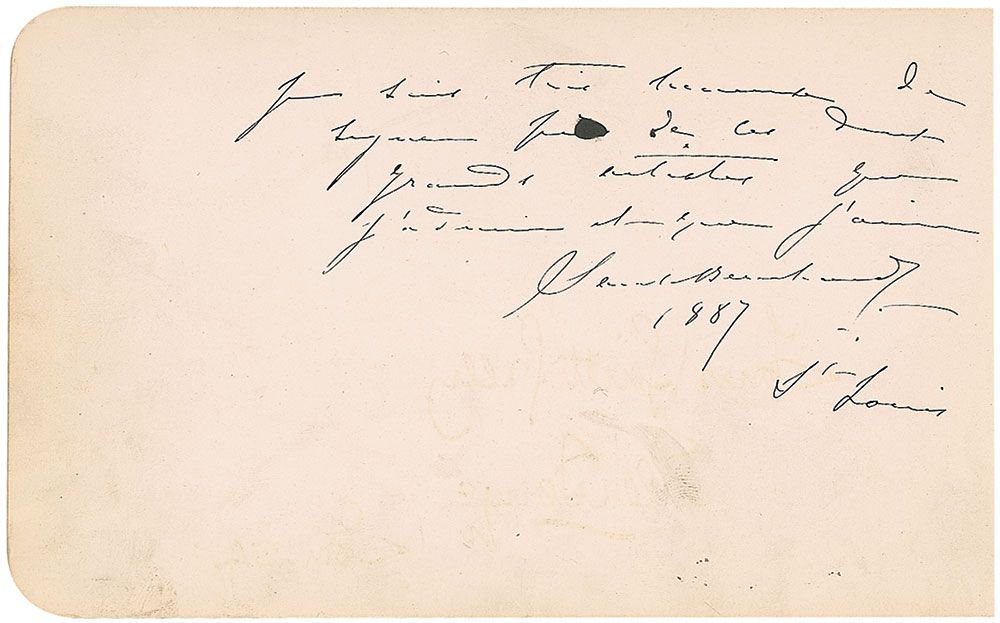 Je suis très heureuse de
signer près de ces deux
grands artistes que
j'admire et que j'aime
Sarah Bernhardt
1887
St Louis